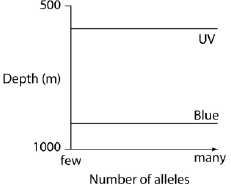 500
UV
Depth (m)
Blue
1000
few
many
Number of alleles